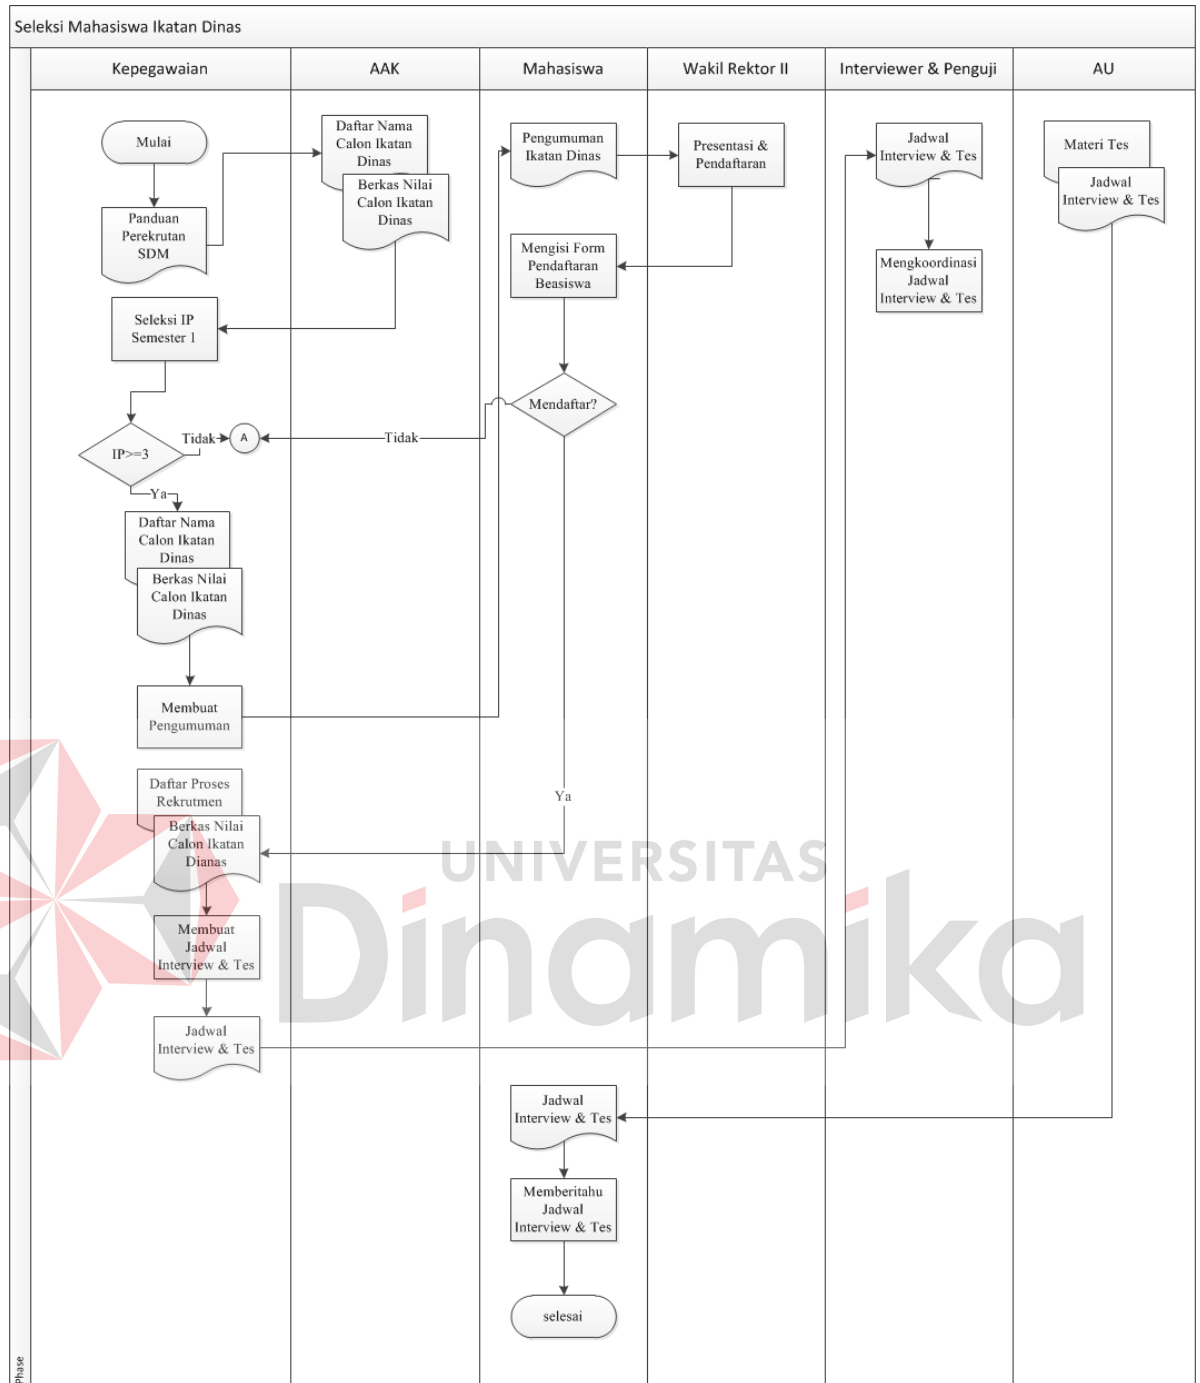 Seleksi Mahasiswa Ikatan Dinas
Kepegawaian
AAK
Mahasiswa
Wakil Rektor II
Interviewer & Penguji
AU
Mulai
Panduan
Perekrutan
SDM
Seleksi IP
Semester 1
IP>=3
Tidak
A
Ya
Daftar Nama
Calon Ikatan
Dinas
Berkas Nilai
Calon Ikatan
Dinas
Membuat
Pengumuman
Daftar Proses
Rekrutmen
Berkas Nilai
Calon Ikatan
Dianas
Membuat
Jadwal
Interview & Tes
Jadwal
Interview & Tes
Daftar Nama
Calon Ikatan
Dinas
Berkas Nilai
Calon Ikatan
Dinas
Tidak
Pengumuman
Ikatan Dinas
Mengisi Form
Pendaftaran
Beasiswa
Mendaftar?
Ya
Jadwal
Interview & Tes
Memberitahu
Jadwal
Interview & Tes
selesai
Presentasi &
Pendaftaran
Jadwal
Interview & Tes
Mengkoordinasi
Jadwal
Interview & Tes
Materi Tes
Jadwal
Interview & Tes
UNIVERSITAS
Dinamika
Phase